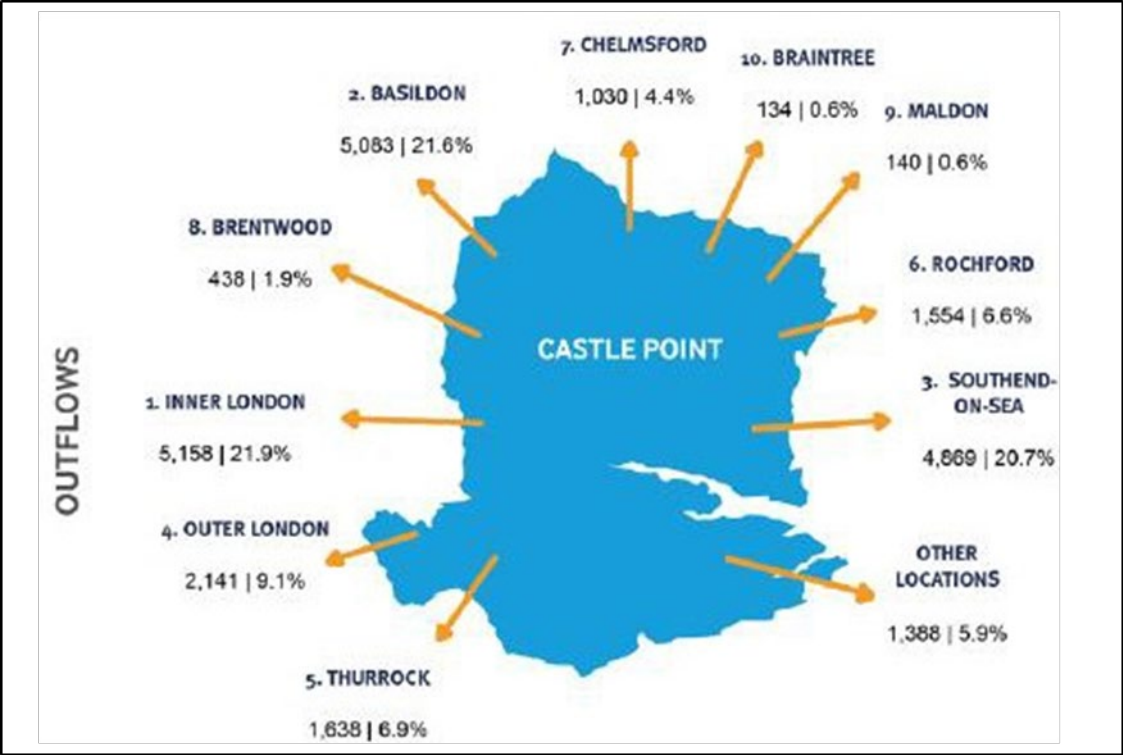 7. CHELMSFORD
1,030 | 4.4%
10. BRAINTREE
134 | 0.6%
2. BASILDON
5,083 | 21.6%
9. MALDON
140 | 0.6%
8. BRENTWOOD
438 | 1.9%
6. ROCHFORD
1,554 | 6.6%
CASTLE POINT
OUTFLOWS
1. INNER LONDON
5,158 | 21.9%
3. SOUTHEND-
ON-SEA
4,869 | 20.7%
4. OUTER LONDON
2,141 | 9.1%
OTHER
LOCATIONS
1,388 | 5.9%
5. THURROCK
1,638 | 6.9%